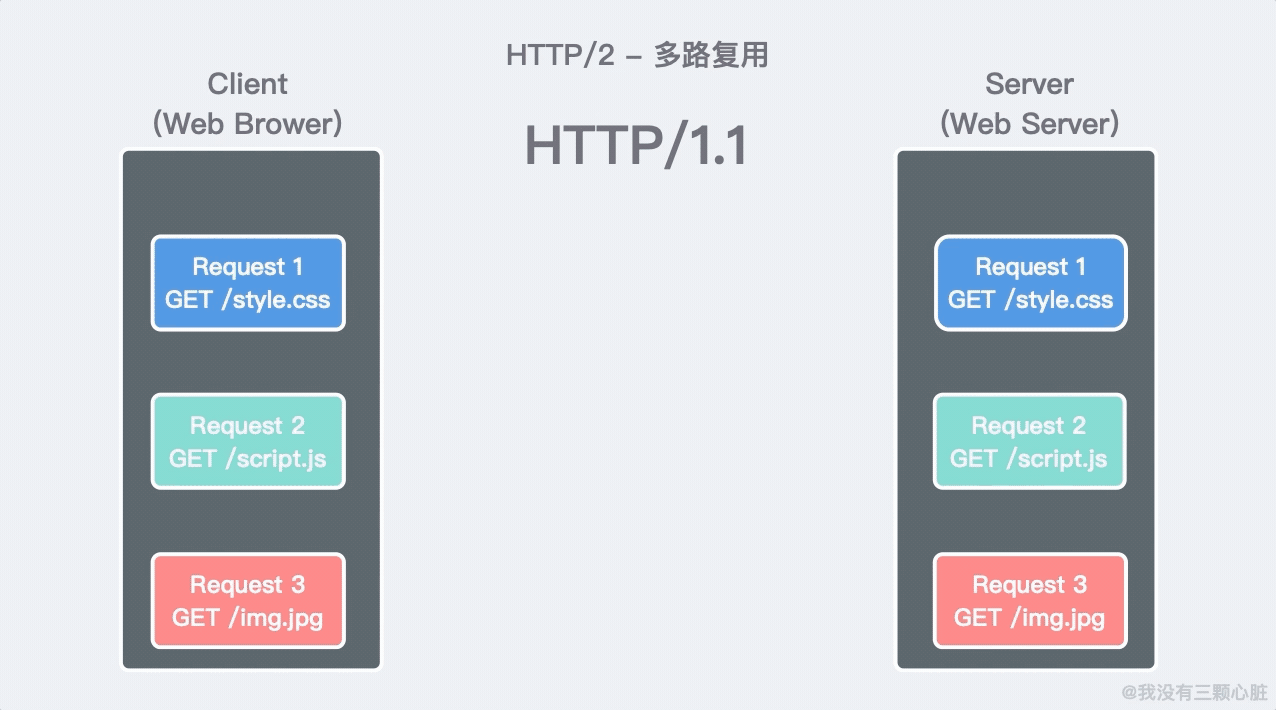 HTTP/2 – 多路复用
Client
(Web Brower)
HTTP/1.1
Server
(Web Server)
Request 1
GET /style.css
Request 2
GET /script.js
Request 3
GET /img.jpg
Request 1
GET /style.css
Request 2
GET /script.js
Request 3
GET /img.jpg
@我没有三颗心脏